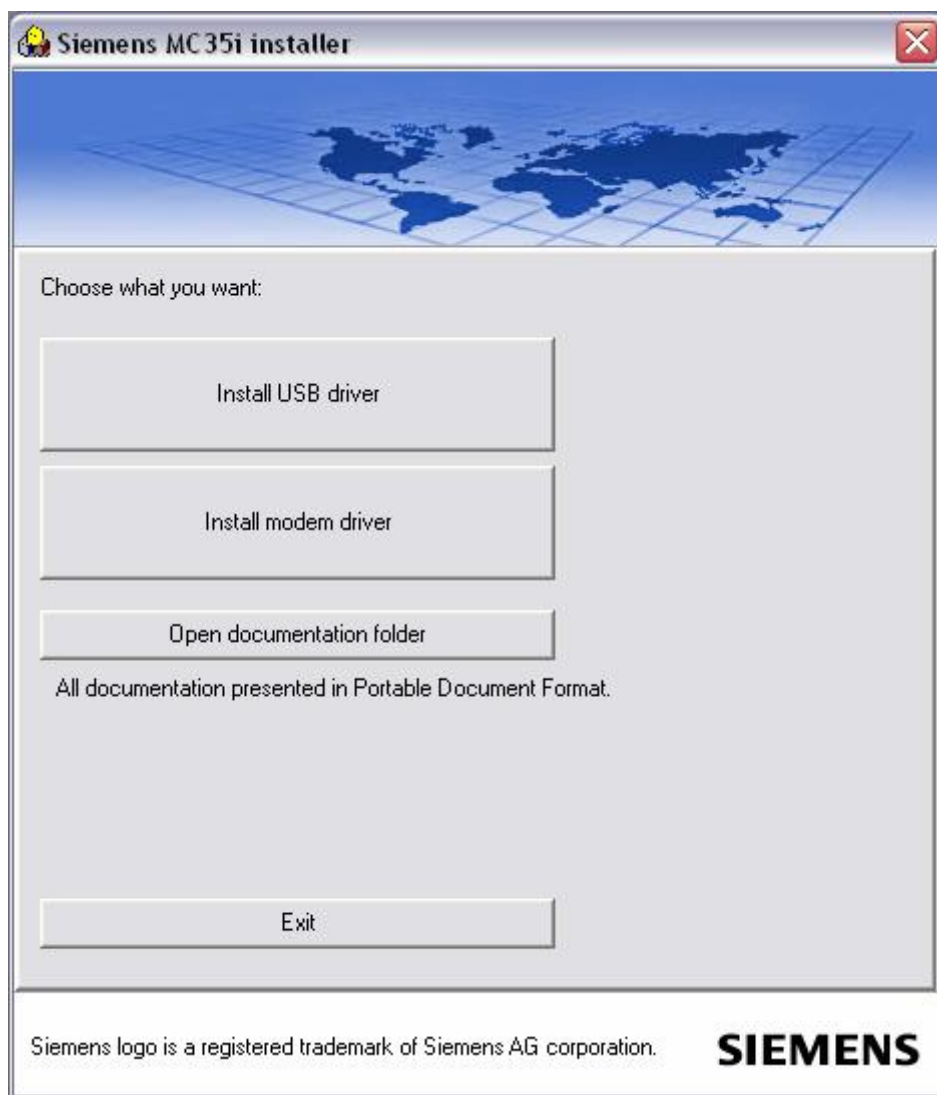 Siemens MC35i installer
Choose what you want:
Install USB driver
Install modem driver
Open documentation folder
All documentation presented in Portable Document Format.
Exit
Siemens logo is a registered trademark of Siemens AG corporation.
SIEMENS